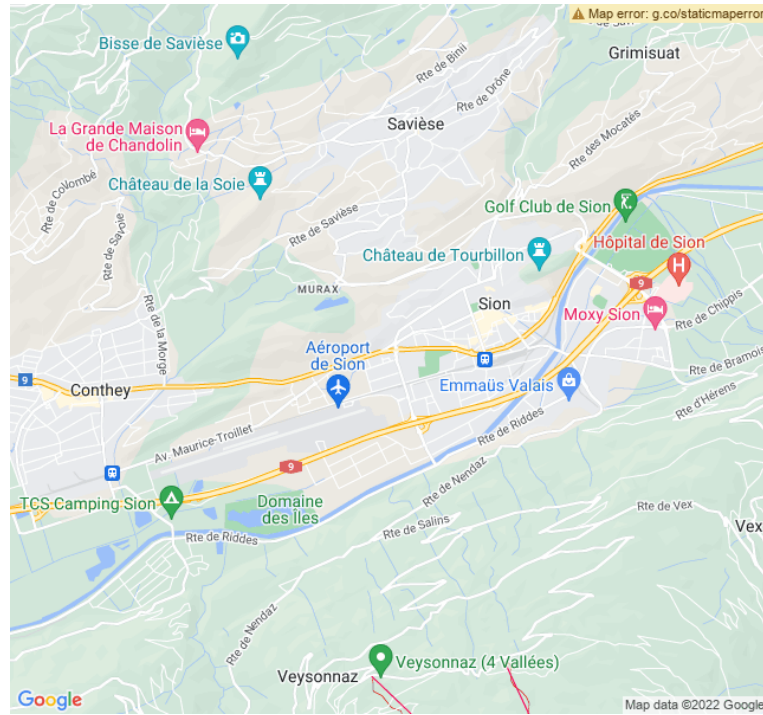 Map error: g.co/staticmaperror
Bisse de Savièse
Rte de Binii
Grimisuat
Rte de Drône
La Grande Maison
de Chandolin
Savièse
Rte des Mocatés
Château de la Soie
Rte de Colombé
Rte de Savoie
Golf Club de Sion
Rte de Savièse
Château de Tourbillon
Hôpital de Sion
H
9
MURAX
Sion
Moxy Sion
Rte de Chippis
Rte de la Morge
Aéroport
de Sion
Rte de Bramois
9
Conthey
Emmaüs Valais
Rte d'Hérens
Av. Maurice-Troillet
Rte de Riddes
9
Rte de Nendaz
TCS Camping Sion
Domaine
des Îles
Rte de Vex
Rte de Salins
Vex
Rte de Riddes
Rte de Nendaz
Veysonnaz
Veysonnaz (4 Vallées)
Google
Map data ©2022 Google